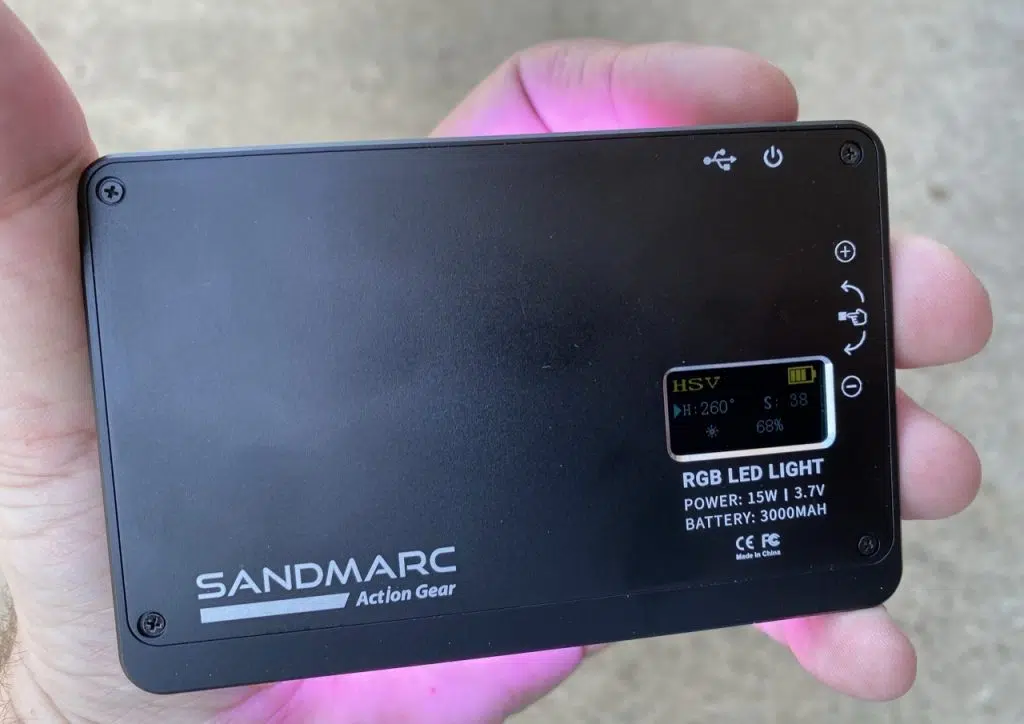 HSV
H:260° S: 38
68%
RGB LED LIGHT
POWER: 15W | 3.7V
BATTERY: 3000MAH
CE FC
Made in China
SANDMARC
Action Gear